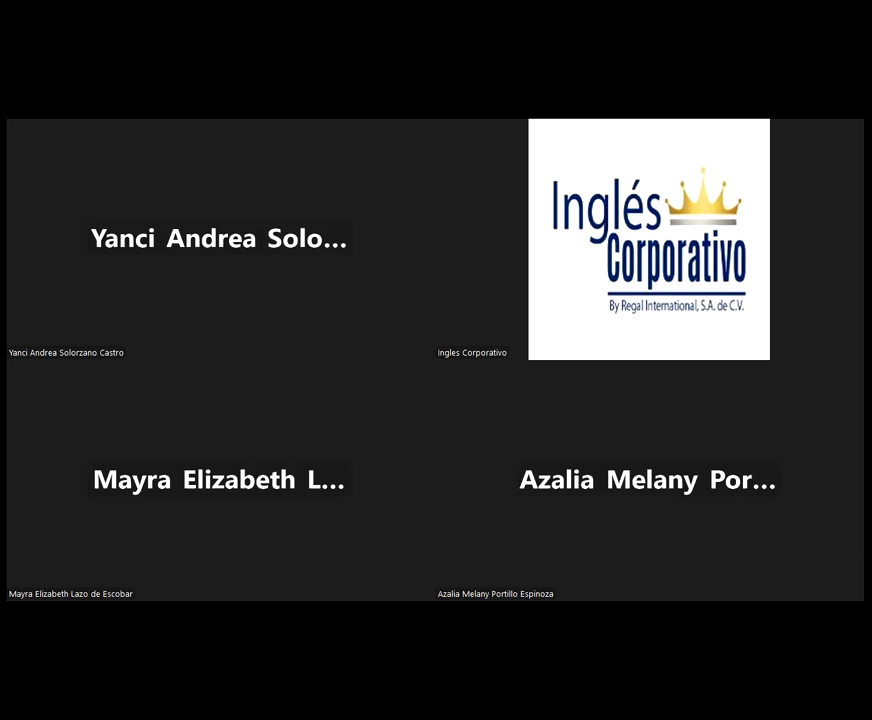 Yanci Andrea Solo...
Yanci Andrea Solorzano Castro
Inglés
Corporativo
By Regal International, S.A. de C.V.
Ingles Corporativo
Mayra Elizabeth L...
Mayra Elizabeth Lazo de Escobar
Azalia Melany Por...
Azalia Melany Portillo Espinoza